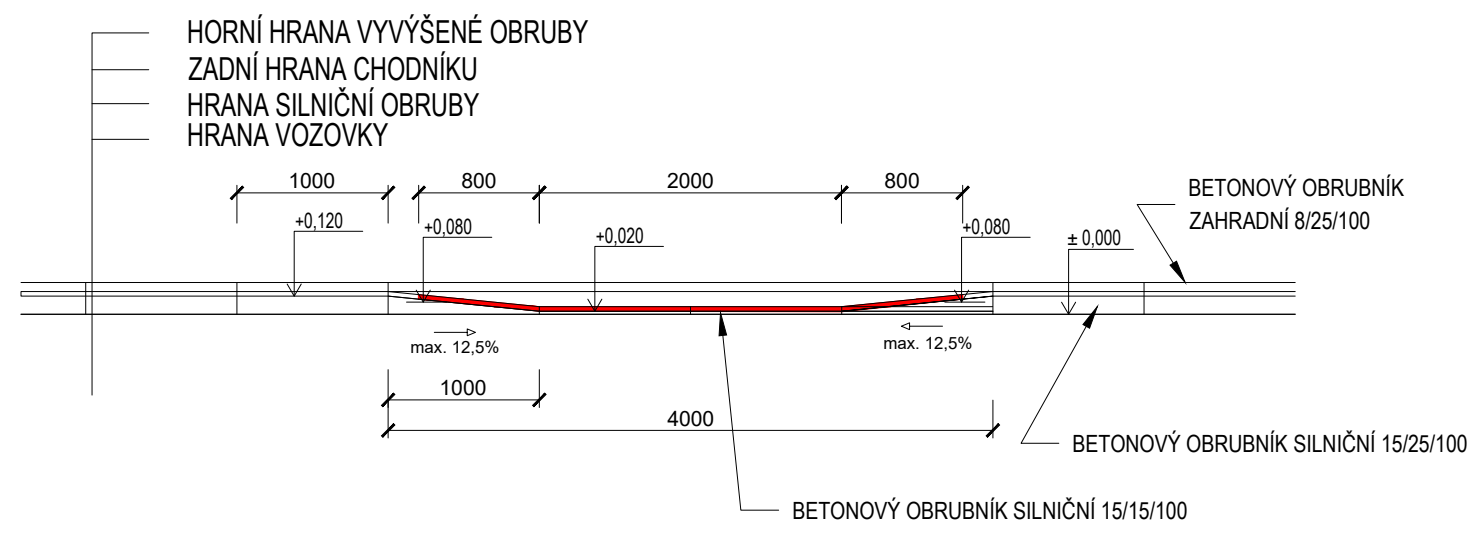 HORNÍ HRANA VYVÝŠENÉ OBRUBY
ZADNÍ HRANA CHODNÍKU
HRANA SILNIČNÍ OBRUBY
HRANA VOZOVKY
1000
800
2000
800
BETONOVÝ OBRUBNÍK
ZAHRADNÍ 8/25/100
+0,120
+0,080
+0,020
+0,080
± 0,000
max. 12,5%
max. 12,5%
1000
4000
BETONOVÝ OBRUBNÍK SILNIČNÍ 15/25/100
BETONOVÝ OBRUBNÍK SILNIČNÍ 15/15/100